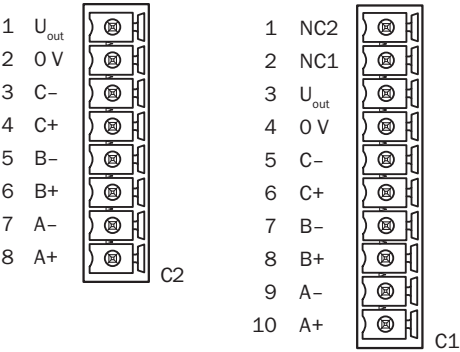 1 U_out
2 0 V
3 C–
4 C+
5 B–
6 B+
7 A–
8 A+
C2
1 NC2
2 NC1
3 U_out
4 0 V
5 C–
6 C+
7 B–
8 B+
9 A–
10 A+
C1